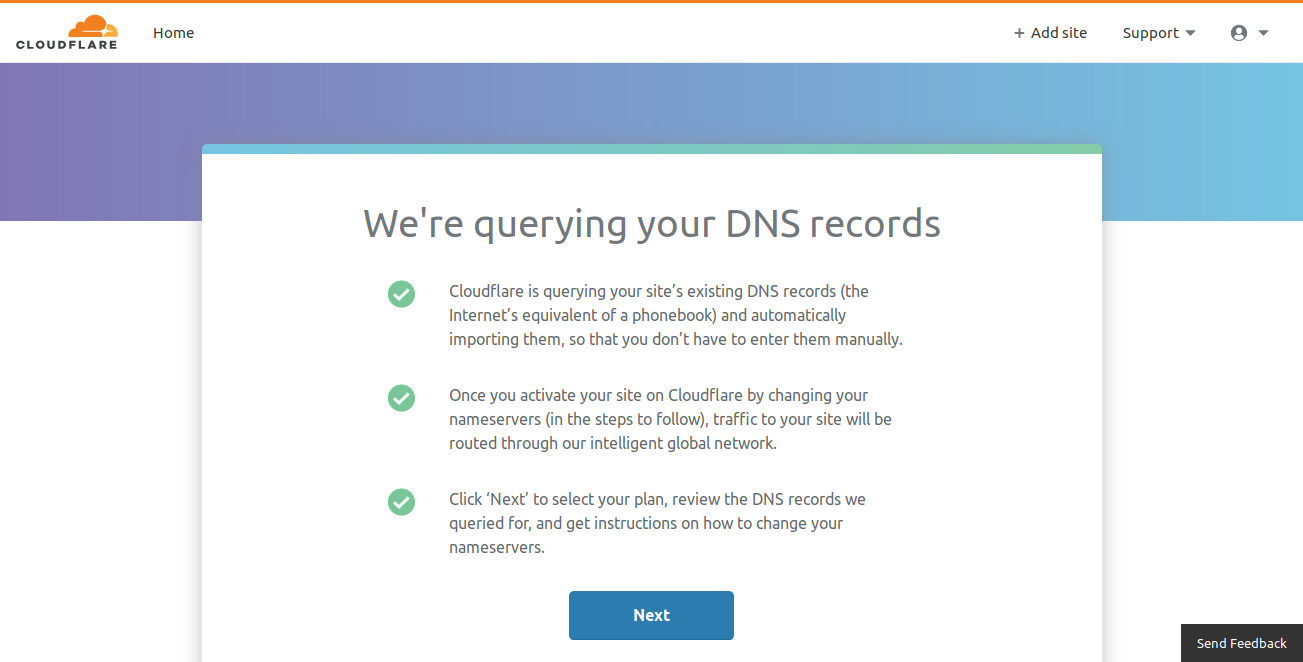 CLOUDFLARE
Home
+ Add site
Support
We're querying your DNS records
Cloudflare is querying your site’s existing DNS records (the
Internet’s equivalent of a phonebook) and automatically
importing them, so that you don’t have to enter them manually.
Once you activate your site on Cloudflare by changing your
nameservers (in the steps to follow), traffic to your site will be
routed through our intelligent global network.
Click ‘Next’ to select your plan, review the DNS records we
queried for, and get instructions on how to change your
nameservers.
Next
Send Feedback